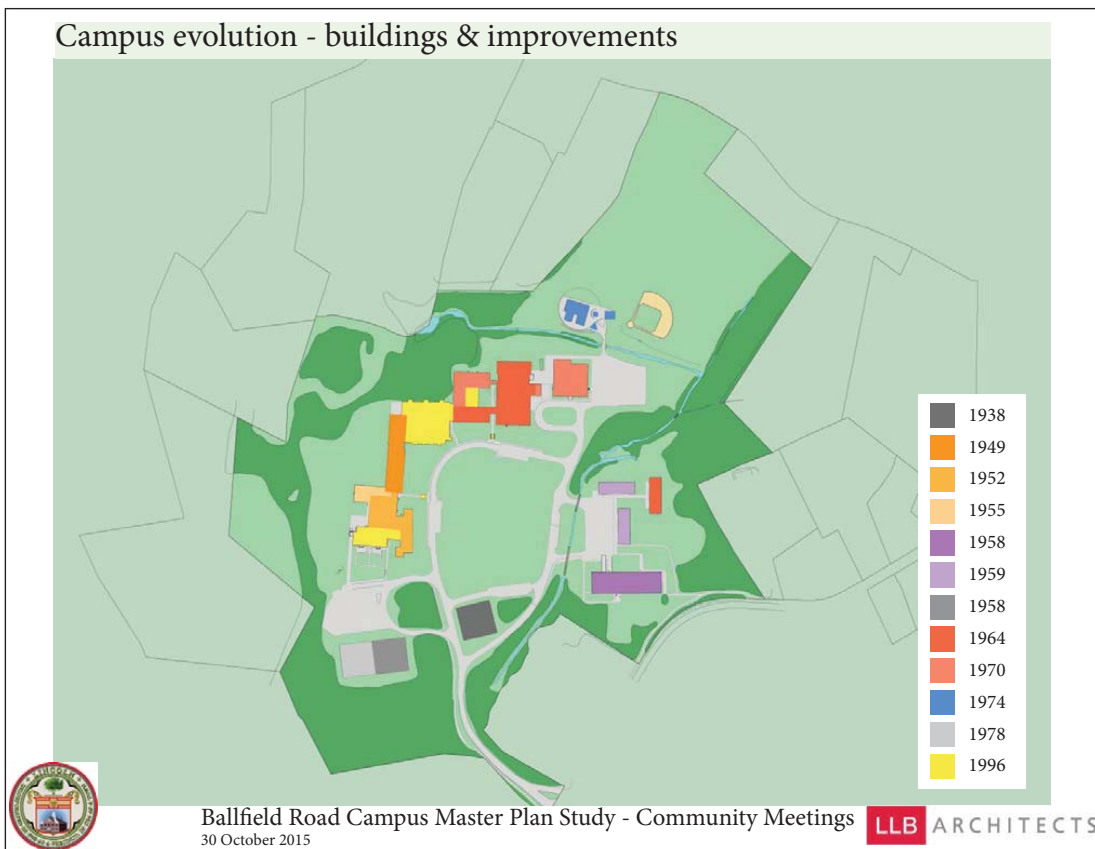 Campus evolution - buildings & improvements
1938
1949
1952
1955
1958
1959
1958
1964
1970
1974
1978
1996
LINCOLN
Ballfield Road Campus Master Plan Study - Community Meetings
30 October 2015
LLB ARCHITECTS